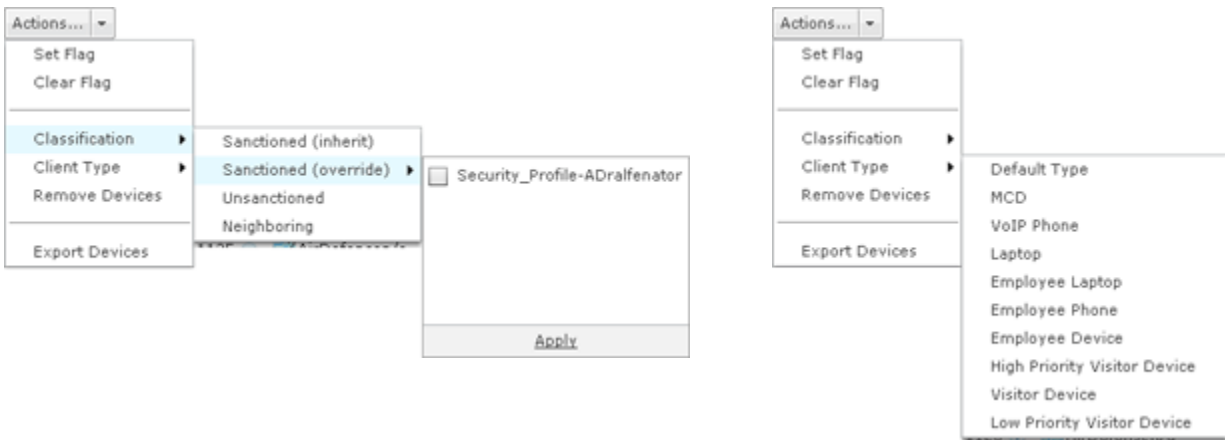 Actions...
Set Flag
Clear Flag
Classification
Client Type
Remove Devices
Export Devices
Sanctioned (inherit)
Sanctioned (override)
Unsanctioned
Neighboring
Security_Profile-ADralfenator
Apply
Actions...
Set Flag
Clear Flag
Classification
Client Type
Remove Devices
Export Devices
Default Type
MCD
VoIP Phone
Laptop
Employee Laptop
Employee Phone
Employee Device
High Priority Visitor Device
Visitor Device
Low Priority Visitor Device